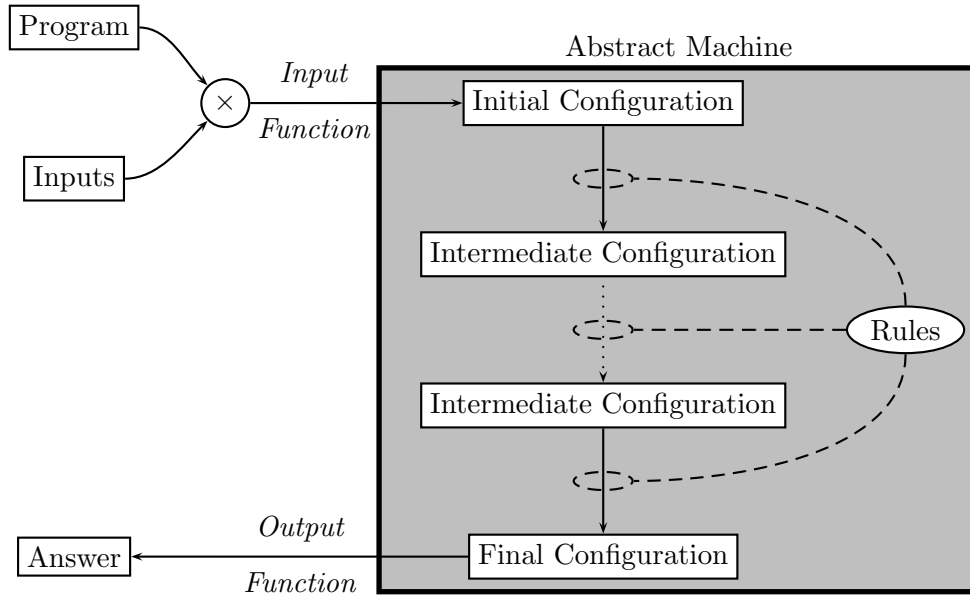 Program
Abstract Machine
Input
Function
×
Initial Configuration
Inputs
Intermediate Configuration
Rules
Intermediate Configuration
Output
Function
Answer
Final Configuration